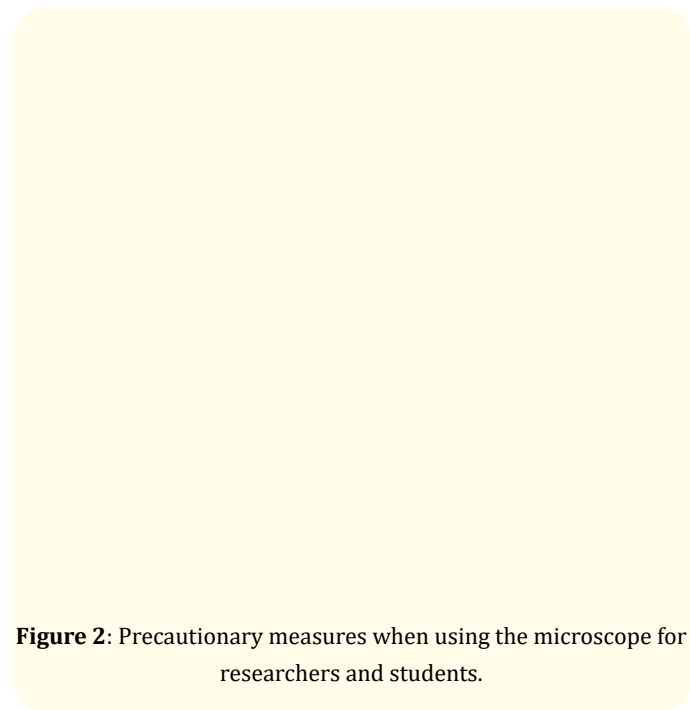 Figure 2: Precautionary measures when using the microscope for
researchers and students.